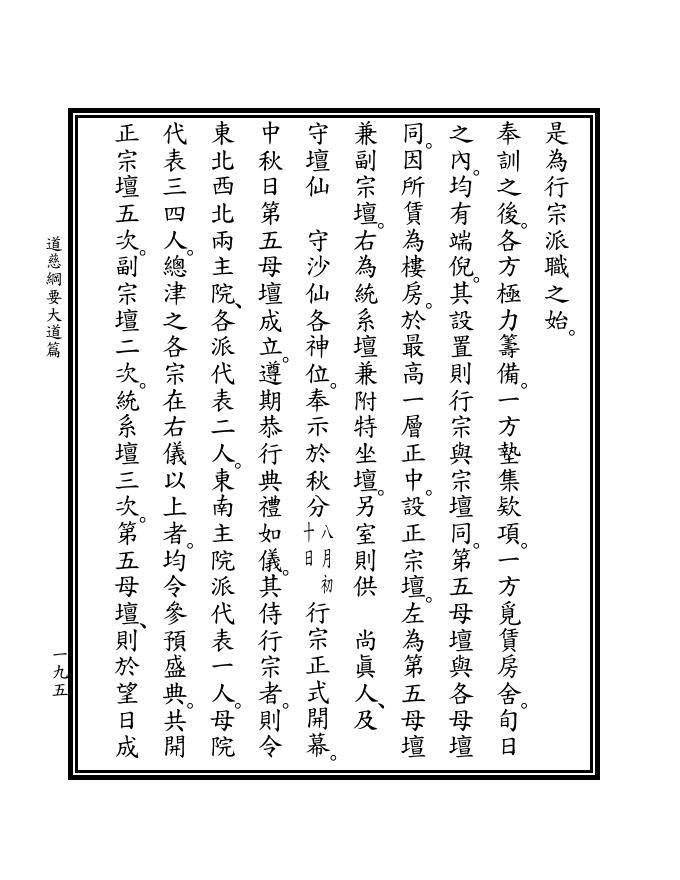 是為行宗派職之始。
奉訓之後。各方極力籌備。一方墊集欵項。一方覓賃房舍。旬日
之內。均有端倪。其設置則行宗與宗壇同。第五母壇與各母壇
同。因所賃為樓房。於最高一層正中。設正宗壇。左為第五母壇
兼副宗壇。右為統系壇兼附特坐壇。另室則供　尚眞人、及
守壇仙　守沙仙各神位。奉示於秋分八月初十日行宗正式開幕。
中秋日第五母壇成立。遵期恭行典禮如儀。其侍行宗者。則令
東北西北兩主院、各派代表二人。東南主院派代表一人。母院
代表三四人。總津之各宗在右儀以上者。均令參預盛典。共開
正宗壇五次。副宗壇二次。統系壇三次。第五母壇、則於望日成
道慈綱要大道篇
一九五